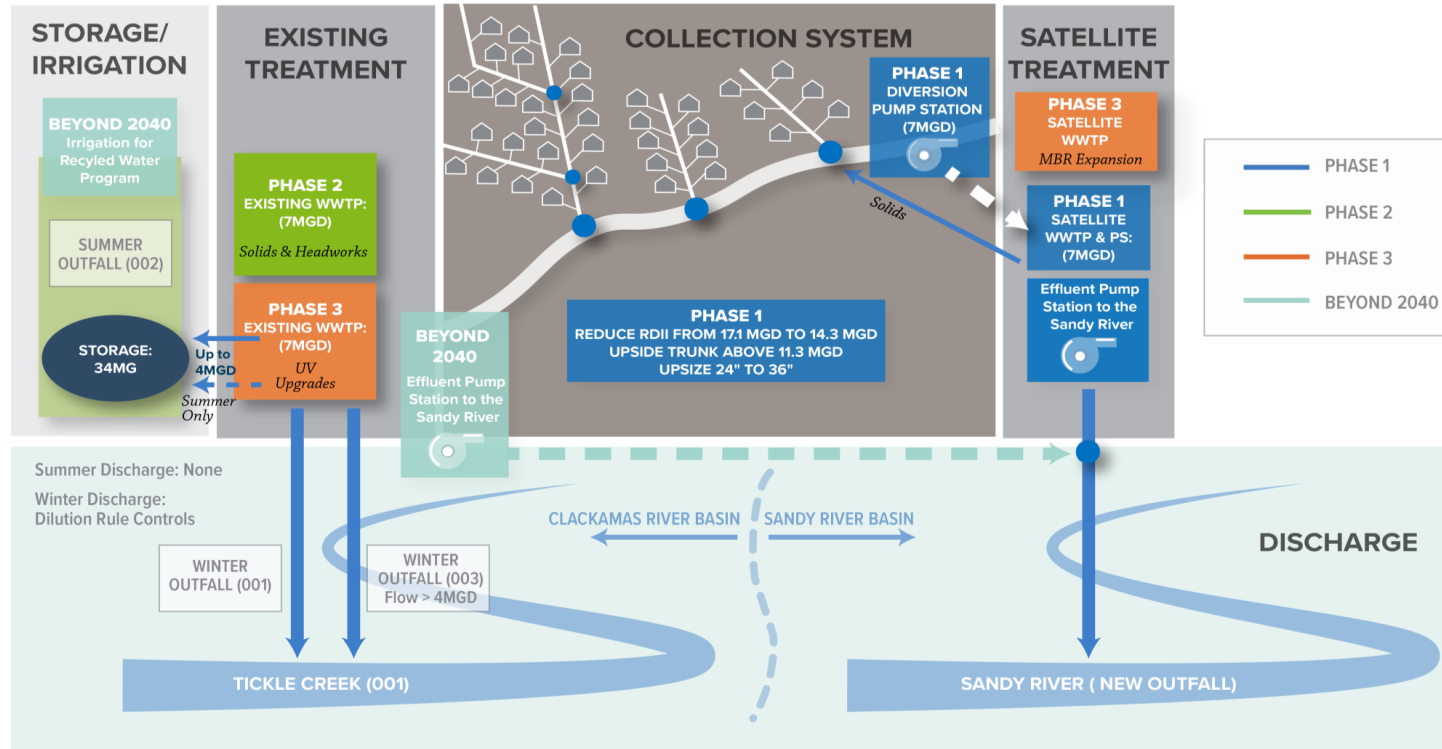 STORAGE/
IRRIGATION
BEYOND 2040
Irrigation for
Recyled Water
Program
SUMMER
OUTFALL (002)
STORAGE:
34MG
EXISTING
TREATMENT
PHASE 2
EXISTING WWTP:
(7MGD)
Solids & Headworks
PHASE 3
EXISTING WWTP:
(7MGD)
UV
Upgrades
Up to
4MGD
Summer
Only
COLLECTION SYSTEM
PHASE 1
DIVERSION
PUMP STATION
(7MGD)
Solids
PHASE 1
REDUCE RDII FROM 17.1 MGD TO 14.3 MGD
UPSIDE TRUNK ABOVE 11.3 MGD
UPSIZE 24" TO 36"
BEYOND
2040
Effluent Pump
Station to the
Sandy River
SATELLITE
TREATMENT
PHASE 3
SATELLITE
WWTP
MBR Expansion
PHASE 1
SATELLITE
WWTP & PS:
(7MGD)
Effluent Pump
Station to the
Sandy River
PHASE 1
PHASE 2
PHASE 3
BEYOND 2040
Summer Discharge: None
Winter Discharge:
Dilution Rule Controls
WINTER
OUTFALL (001)
WINTER
OUTFALL (003)
Flow > 4MGD
CLACKAMAS RIVER BASIN
SANDY RIVER BASIN
DISCHARGE
TICKLE CREEK (001)
SANDY RIVER ( NEW OUTFALL)